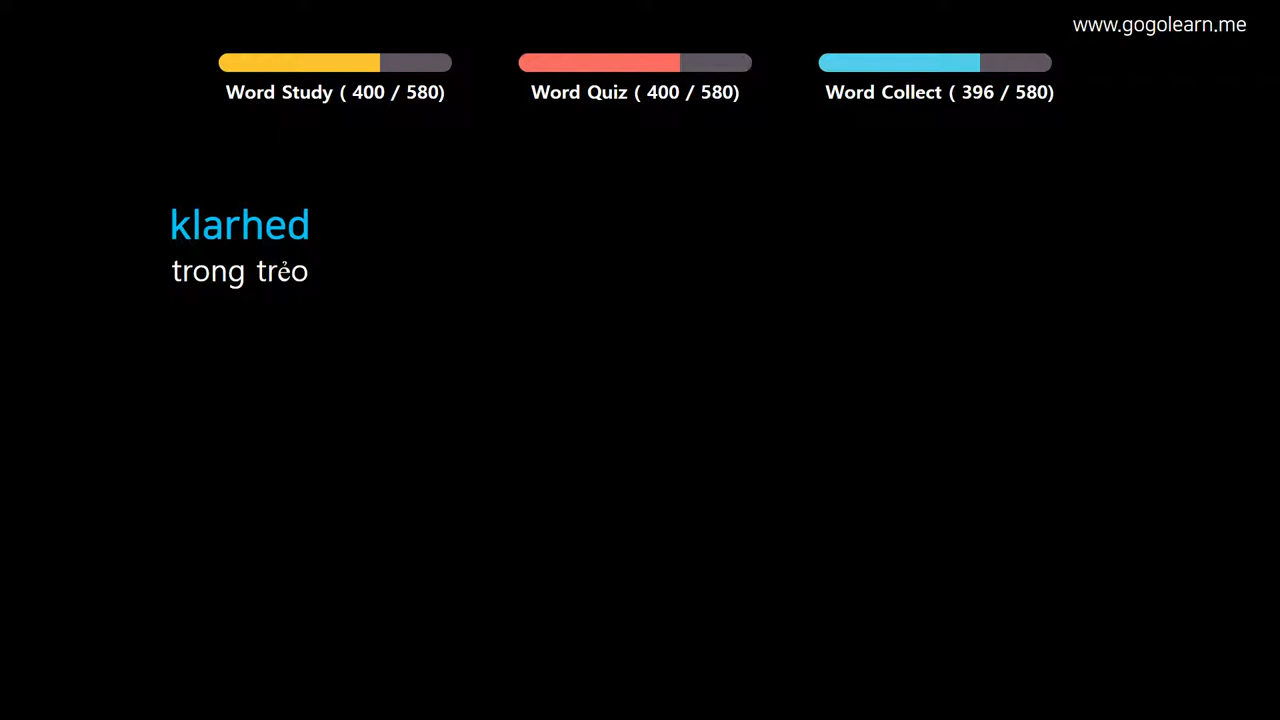 www.gogolearn.me
Word Study ( 400 / 580)
Word Quiz ( 400 / 580)
Word Collect ( 396 / 580)
klarhed
trong trẻo